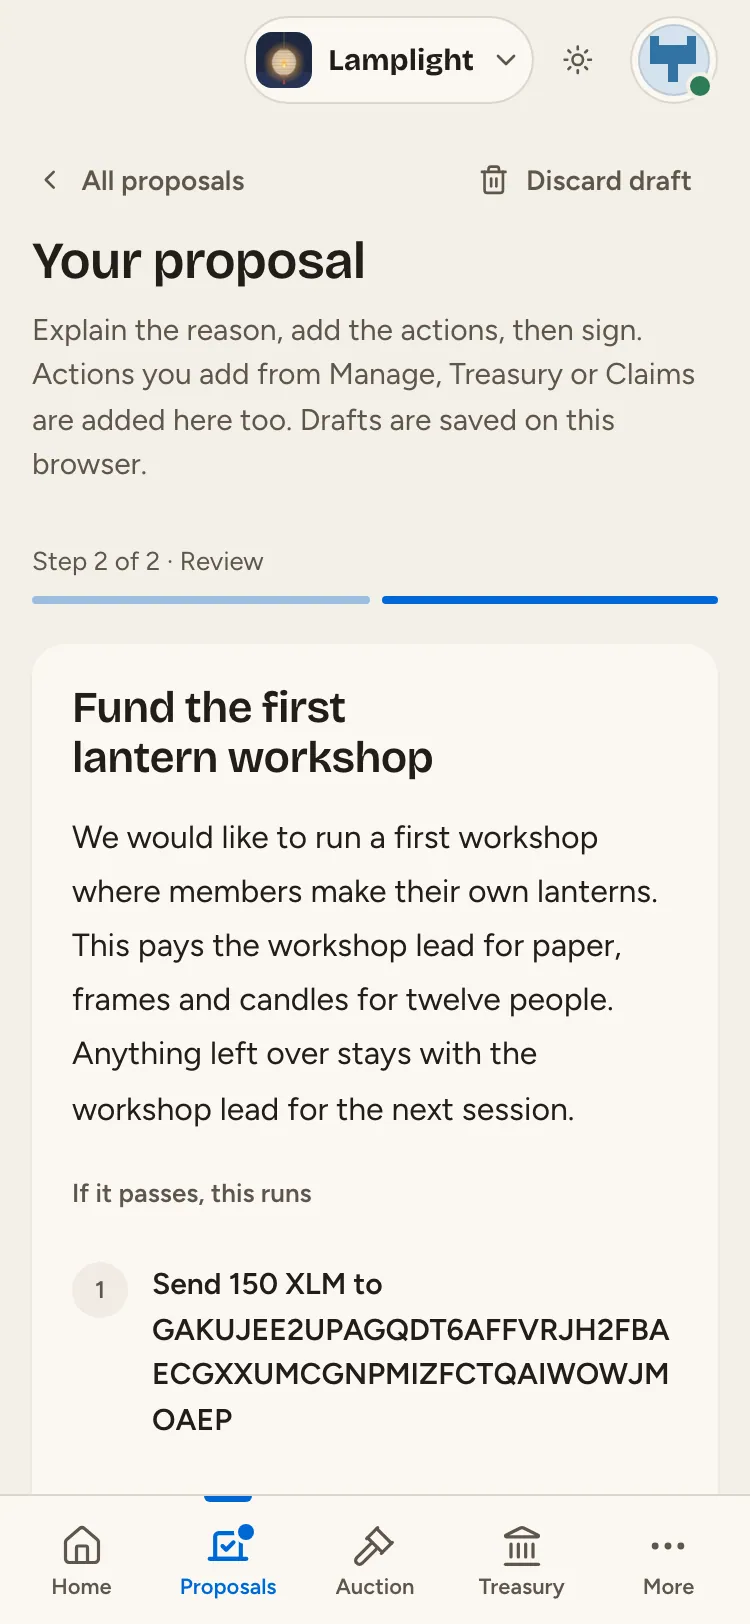 Lamplight
All proposals
Discard draft
Your proposal
Explain the reason, add the actions, then sign.
Actions you add from Manage, Treasury or Claims
are added here too. Drafts are saved on this
browser.
Step 2 of 2 · Review
Fund the first
lantern workshop
We would like to run a first workshop
where members make their own lanterns.
This pays the workshop lead for paper,
frames and candles for twelve people.
Anything left over stays with the
workshop lead for the next session.
If it passes, this runs
1
Send 150 XLM to
GAKUJEE2UPAGQDT6AFFVRJH2FBA
ECGXXUMCGNPMIZFCTQAIWOWJM
OAEP
Home
Proposals
Auction
Treasury
More